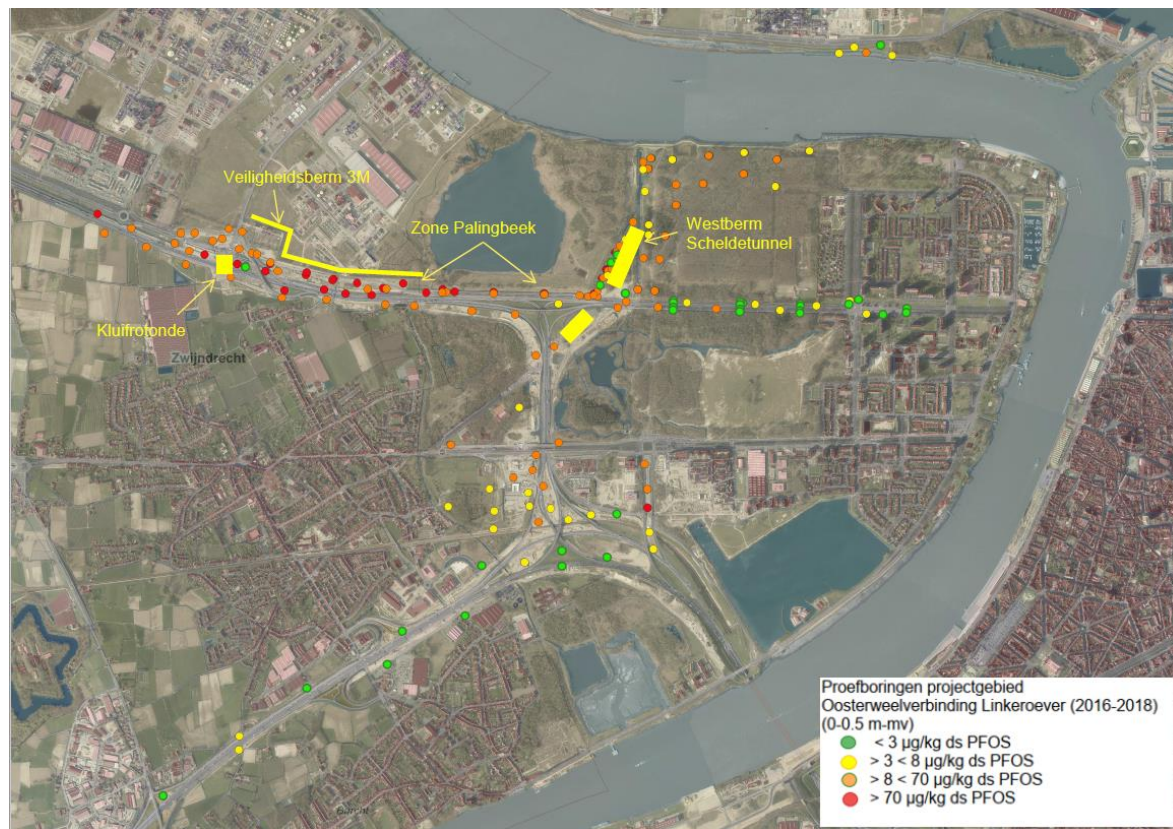 Veiligheidsberm 3M
Zone Palingbeek
Westberm
Scheldetunnel
Kluifrotonde
Zwijndrecht
Proefboringen projectgebied
Oosterweelverbinding Linkeroever (2016-2018)
(0-0.5 m-mv)
< 3 µg/kg ds PFOS
> 3 < 8 µg/kg ds PFOS
> 8 < 70 µg/kg ds PFOS
> 70 µg/kg ds PFOS